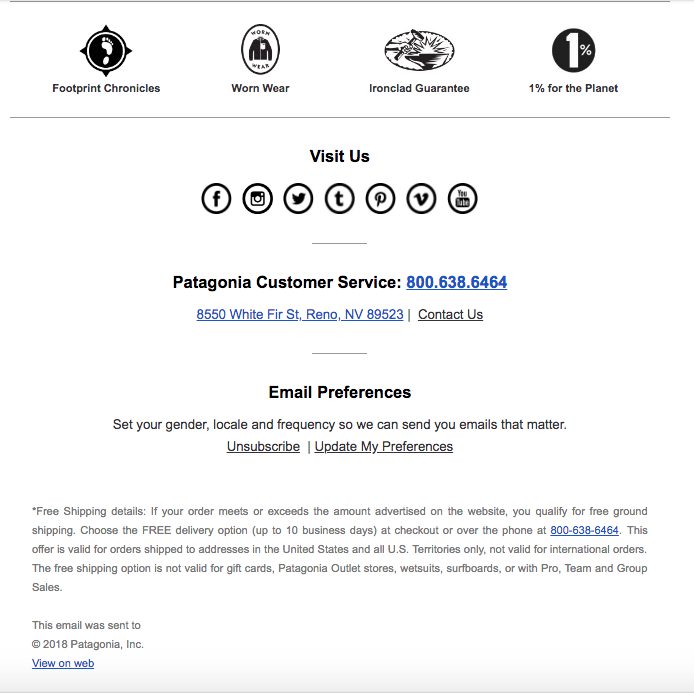 WORN
WEAR
1%
Footprint Chronicles
Worn Wear
Ironclad Guarantee
1% for the Planet
Visit Us
f
t
p
v
You
Tube
Patagonia Customer Service: 800.638.6464
8550 White Fir St, Reno, NV 89523 | Contact Us
Email Preferences
Set your gender, locale and frequency so we can send you emails that matter.
Unsubscribe | Update My Preferences
*Free Shipping details: If your order meets or exceeds the amount advertised on the website, you qualify for free ground
shipping. Choose the FREE delivery option (up to 10 business days) at checkout or over the phone at 800-638-6464. This
offer is valid for orders shipped to addresses in the United States and all U.S. Territories only, not valid for international orders.
The free shipping option is not valid for gift cards, Patagonia Outlet stores, wetsuits, surfboards, or with Pro, Team and Group
Sales.
This email was sent to
© 2018 Patagonia, Inc.
View on web